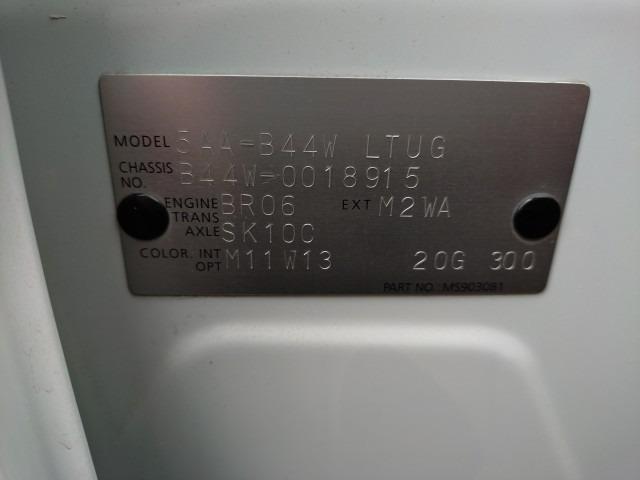 MODEL 5AA-B44W LTUG
CHASSIS NO. B44W-0018915
ENGINE BR06 EXT M2WA
TRANS AXLE SK10C
COLOR. INT OPT M11W13 20G 300
PART NO. : MS903081